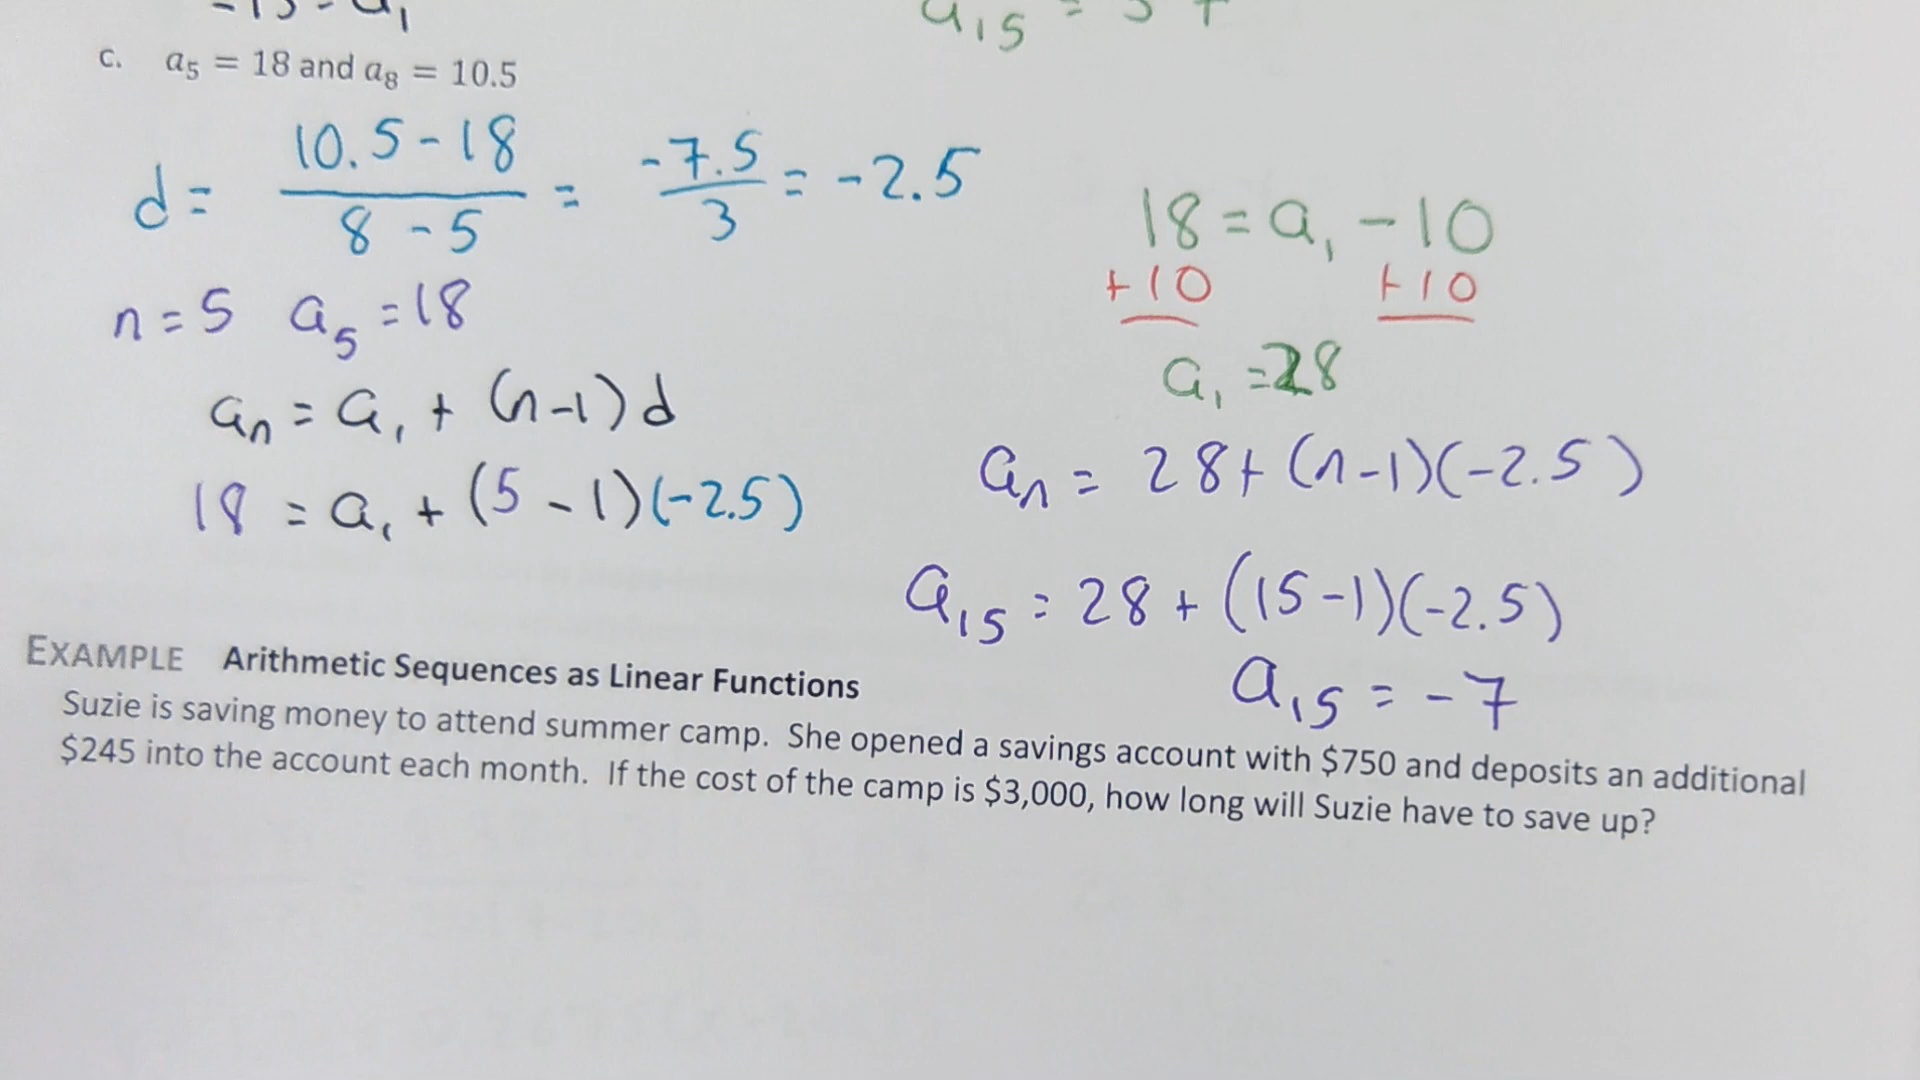 -15 = a₁
a₁₅ = 3 +
c. a₅ = 18 and a₈ = 10.5
d = (10.5 - 18)/(8 - 5) = -7.5/3 = -2.5
n = 5 a₅ = 18
aₙ = a₁ + (n-1)d
18 = a₁ + (5 - 1)(-2.5)
18 = a₁ - 10
+10 +10
a₁ = 28
aₙ = 28 + (n-1)(-2.5)
a₁₅ = 28 + (15-1)(-2.5)
a₁₅ = -7
EXAMPLE Arithmetic Sequences as Linear Functions
Suzie is saving money to attend summer camp. She opened a savings account with $750 and deposits an additional
$245 into the account each month. If the cost of the camp is $3,000, how long will Suzie have to save up?